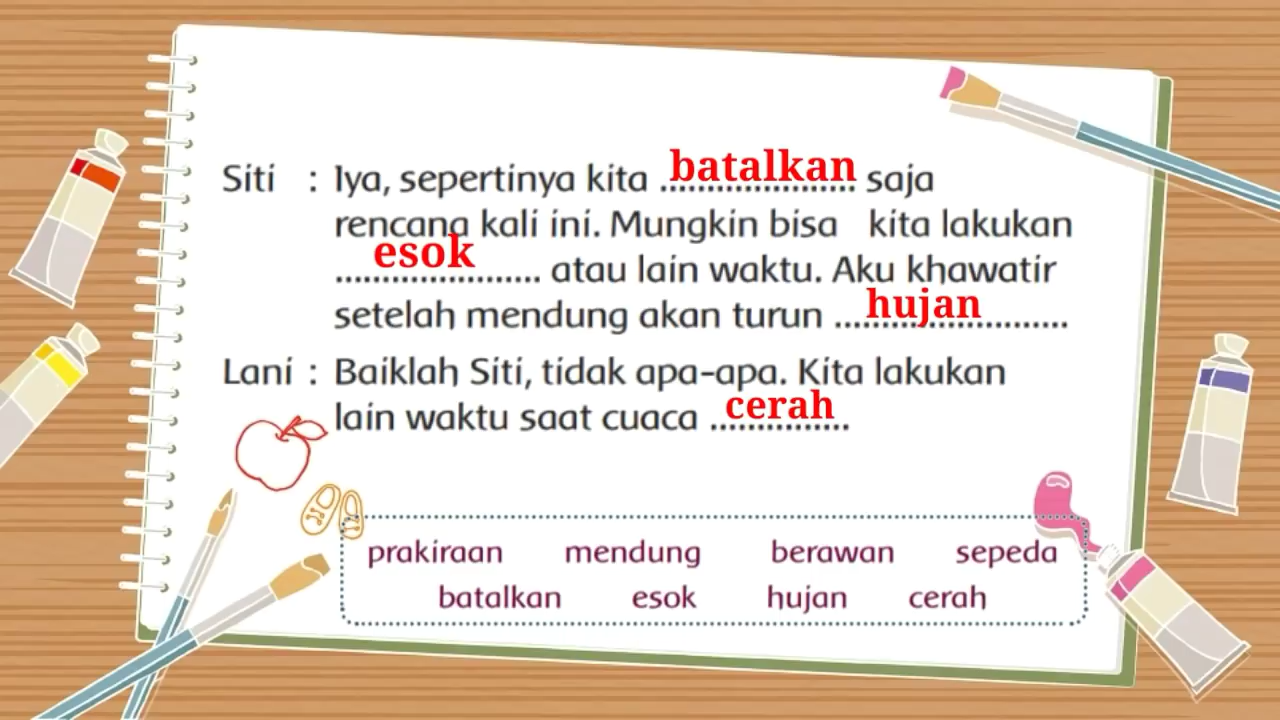 Siti : Iya, sepertinya kita batalkan saja
rencana kali ini. Mungkin bisa kita lakukan
esok atau lain waktu. Aku khawatir
setelah mendung akan turun hujan
Lani : Baiklah Siti, tidak apa-apa. Kita lakukan
lain waktu saat cuaca cerah
prakiraan mendung berawan sepeda
batalkan esok hujan cerah